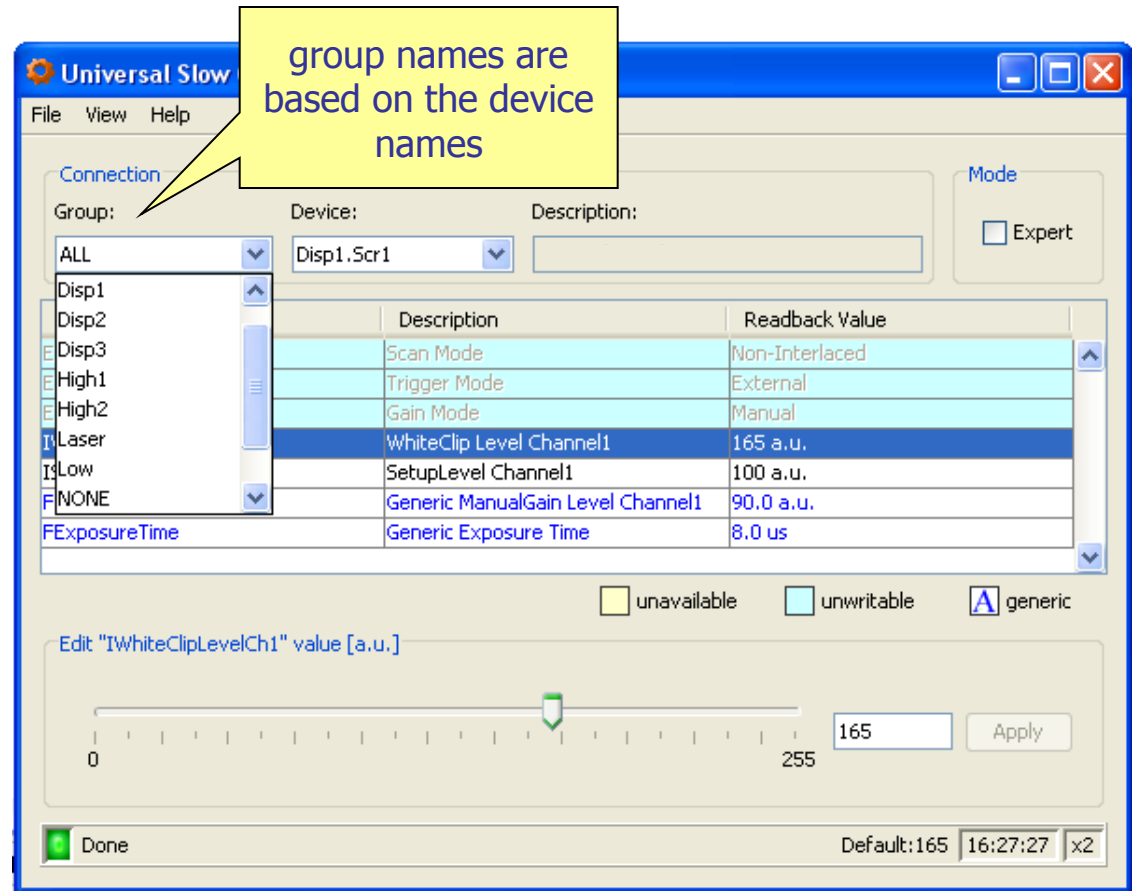 group names are
based on the device
names
Universal Slow
File View Help
Connection
Mode
Group: Device: Description:
Expert
ALL Disp1.Scr1
Disp1
Disp2
Disp3
High1
High2
Laser
Low
NONE
Description Readback Value
E Scan Mode Non-Interlaced
E Trigger Mode External
E Gain Mode Manual
WhiteClip Level Channel1 165 a.u.
SetupLevel Channel1 100 a.u.
F Generic ManualGain Level Channel1 90.0 a.u.
FExposureTime Generic Exposure Time 8.0 us
unavailable unwritable A generic
Edit "IWhiteClipLevelCh1" value [a.u.]
0 255
165 Apply
Done Default:165 16:27:27 x2